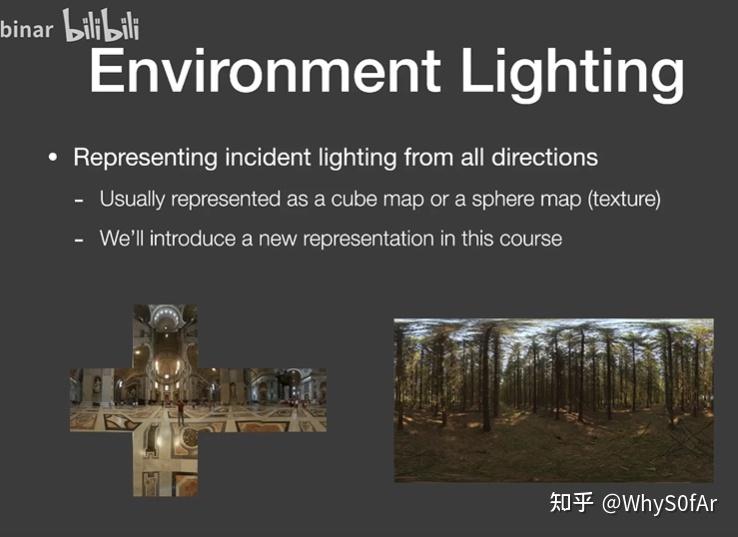 binar bilibili
Environment Lighting
• Representing incident lighting from all directions
- Usually represented as a cube map or a sphere map (texture)
- We'll introduce a new representation in this course
知乎 @WhyS0fAr